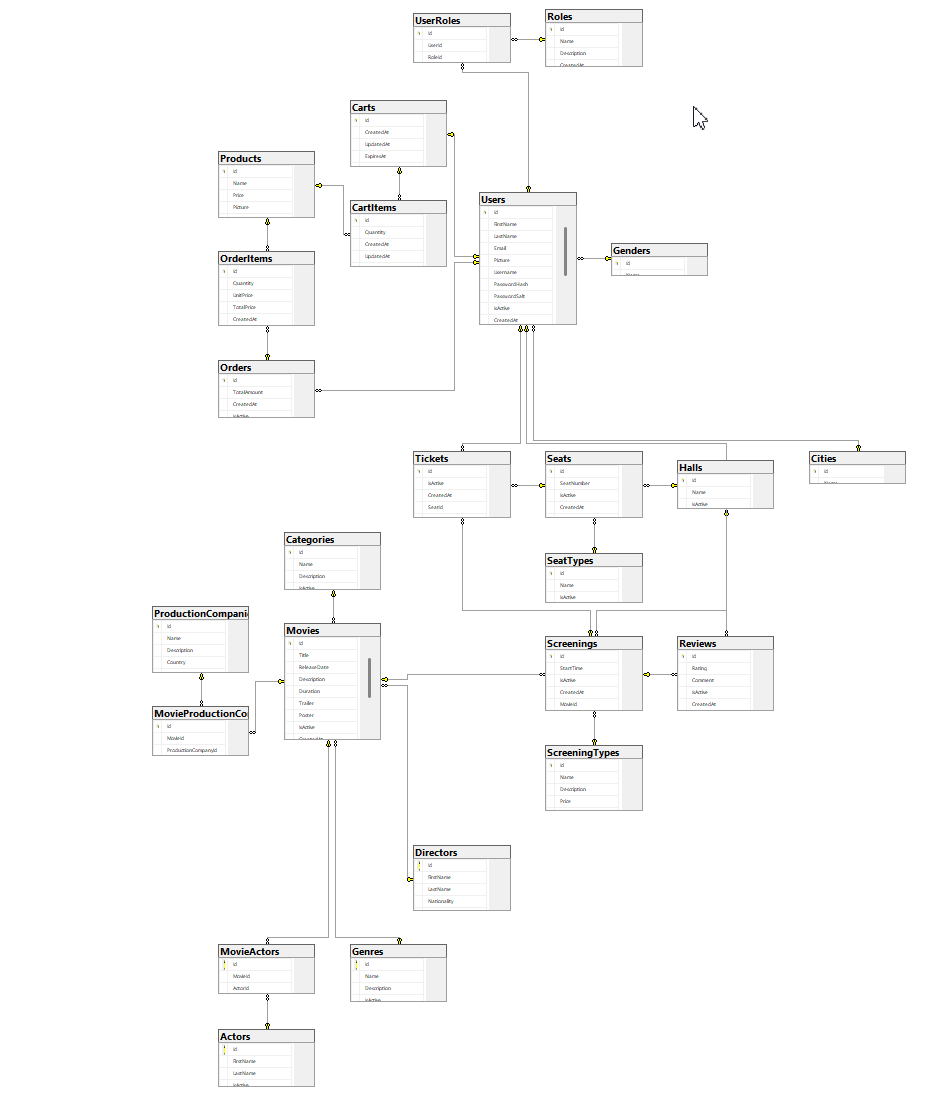 UserRoles
Id
UserId
RoleId
Roles
Id
Name
Description
CreatedAt
Carts
Id
CreatedAt
UpdatedAt
ExpiresAt
Products
Id
Name
Price
Picture
CartItems
Id
Quantity
CreatedAt
UpdatedAt
Users
Id
FirstName
LastName
Email
Picture
Username
PasswordHash
PasswordSalt
IsActive
CreatedAt
Genders
Id
Name
OrderItems
Id
Quantity
UnitPrice
TotalPrice
CreatedAt
Orders
Id
TotalAmount
CreatedAt
IsActive
Tickets
Id
IsActive
CreatedAt
SeatId
Seats
Id
SeatNumber
IsActive
CreatedAt
Halls
Id
Name
IsActive
Cities
Id
Name
Categories
Id
Name
Description
IsActive
SeatTypes
Id
Name
IsActive
ProductionCompani
Id
Name
Description
Country
Movies
Id
Title
ReleaseDate
Description
Duration
Trailer
Poster
IsActive
CreatedAt
Screenings
Id
StartTime
IsActive
CreatedAt
MovieId
Reviews
Id
Rating
Comment
IsActive
CreatedAt
MovieProductionCo
Id
MovieId
ProductionCompanyId
ScreeningTypes
Id
Name
Description
Price
Directors
Id
FirstName
LastName
Nationality
MovieActors
Id
MovieId
ActorId
Genres
Id
Name
Description
IsActive
Actors
Id
FirstName
LastName
IsActive